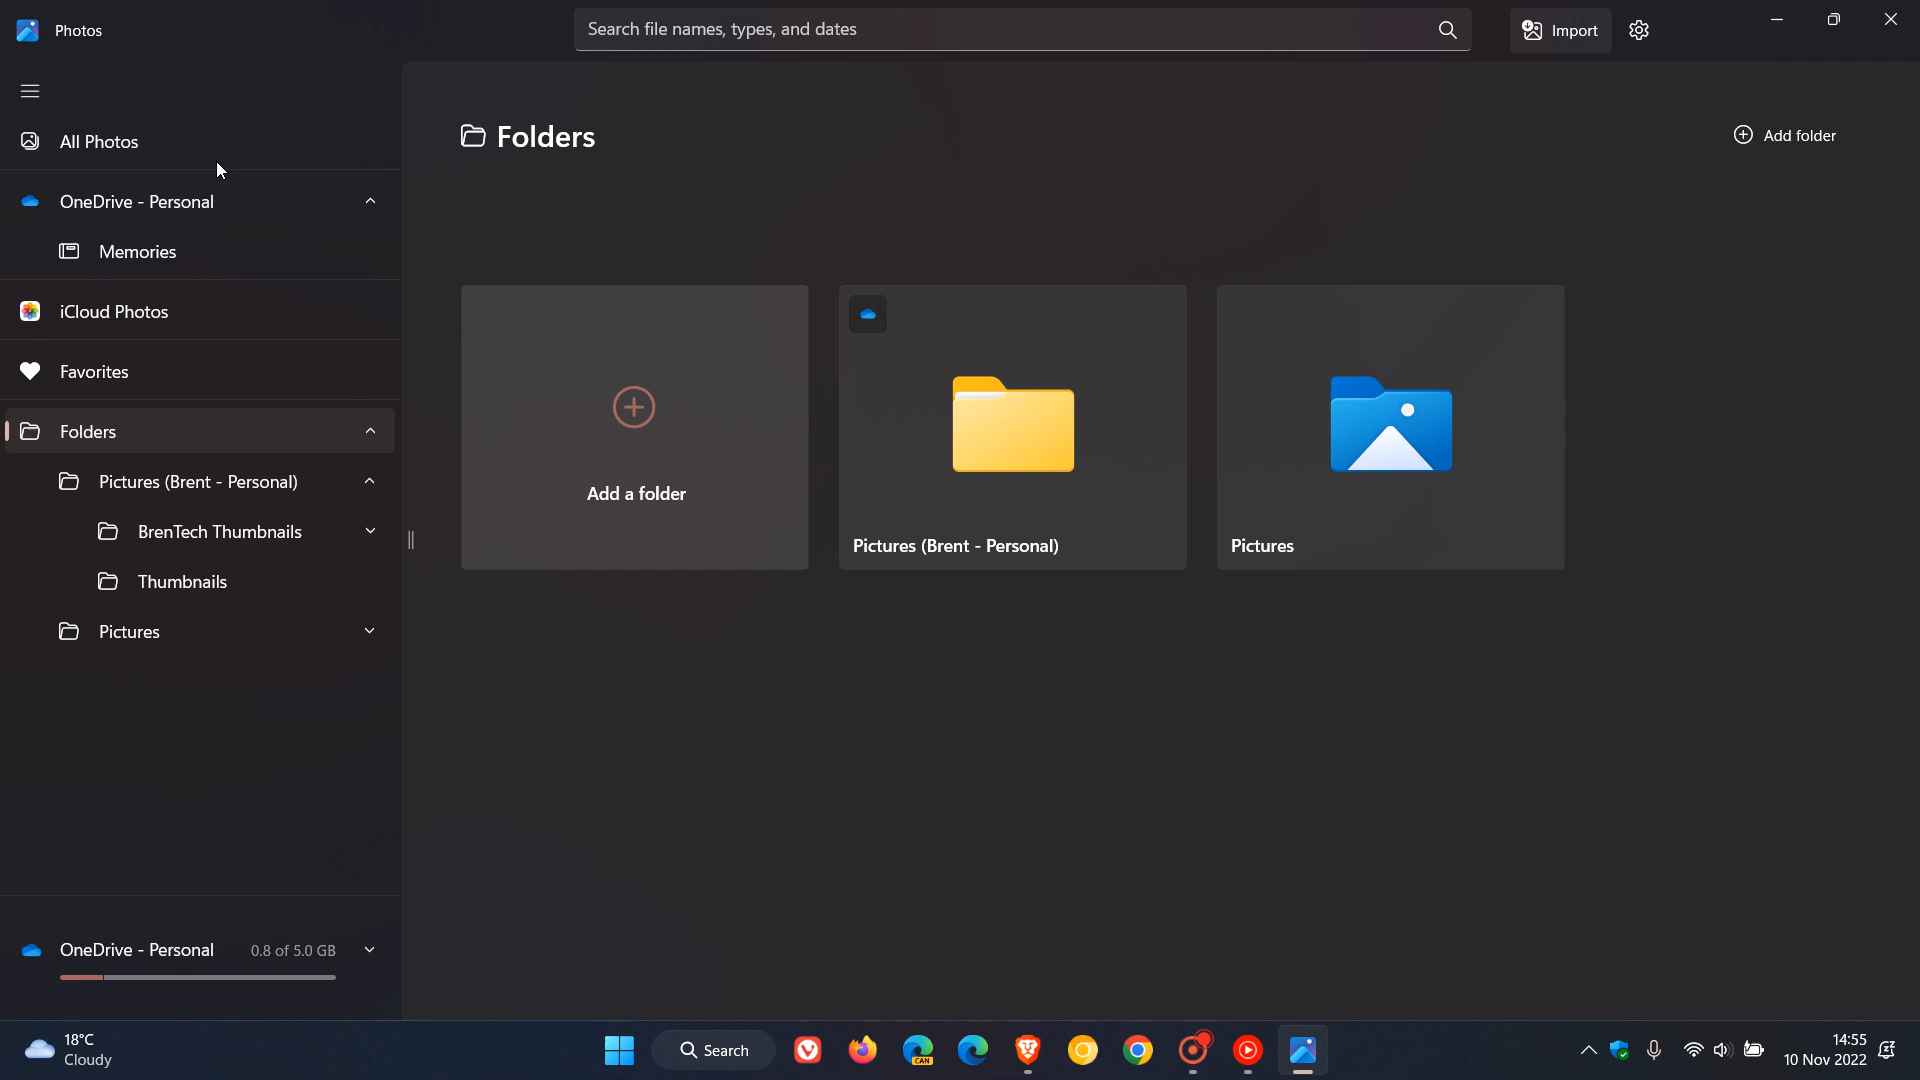 Photos
Search file names, types, and dates
Import
All Photos
OneDrive - Personal
Memories
iCloud Photos
Favorites
Folders
Pictures (Brent - Personal)
BrenTech Thumbnails
Thumbnails
Pictures
OneDrive - Personal 0.8 of 5.0 GB
Folders
Add folder
Add a folder
Pictures (Brent - Personal)
Pictures
18°C
Cloudy
Search
CAN
14:55
10 Nov 2022